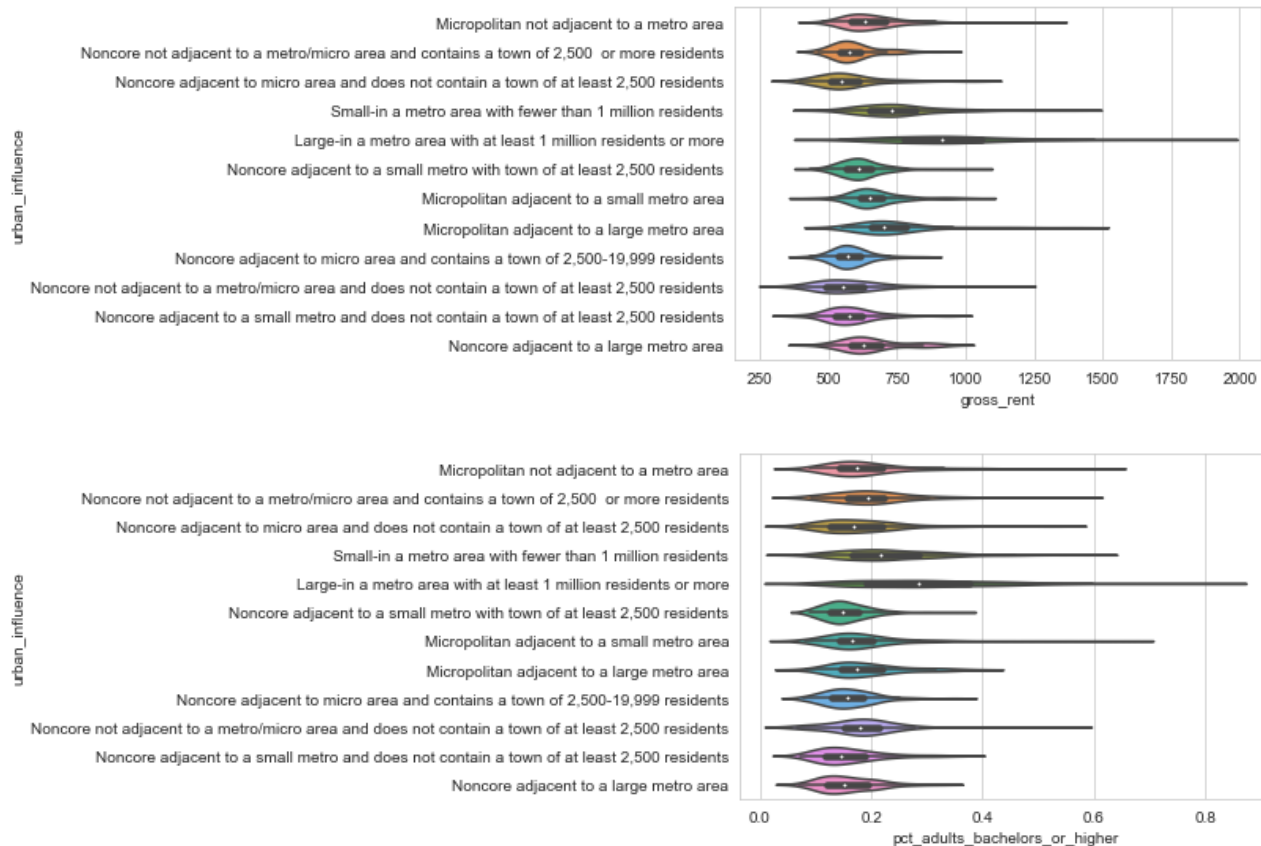 Micropolitan not adjacent to a metro area
Noncore not adjacent to a metro/micro area and contains a town of 2,500  or more residents
Noncore adjacent to micro area and does not contain a town of at least 2,500 residents
Small-in a metro area with fewer than 1 million residents
Large-in a metro area with at least 1 million residents or more
Noncore adjacent to a small metro with town of at least 2,500 residents
Micropolitan adjacent to a small metro area
Micropolitan adjacent to a large metro area
Noncore adjacent to micro area and contains a town of 2,500-19,999 residents
Noncore not adjacent to a metro/micro area and does not contain a town of at least 2,500 residents
Noncore adjacent to a small metro and does not contain a town of at least 2,500 residents
Noncore adjacent to a large metro area
urban_influence
250 500 750 1000 1250 1500 1750 2000
gross_rent
Micropolitan not adjacent to a metro area
Noncore not adjacent to a metro/micro area and contains a town of 2,500  or more residents
Noncore adjacent to micro area and does not contain a town of at least 2,500 residents
Small-in a metro area with fewer than 1 million residents
Large-in a metro area with at least 1 million residents or more
Noncore adjacent to a small metro with town of at least 2,500 residents
Micropolitan adjacent to a small metro area
Micropolitan adjacent to a large metro area
Noncore adjacent to micro area and contains a town of 2,500-19,999 residents
Noncore not adjacent to a metro/micro area and does not contain a town of at least 2,500 residents
Noncore adjacent to a small metro and does not contain a town of at least 2,500 residents
Noncore adjacent to a large metro area
urban_influence
0.0 0.2 0.4 0.6 0.8
pct_adults_bachelors_or_higher